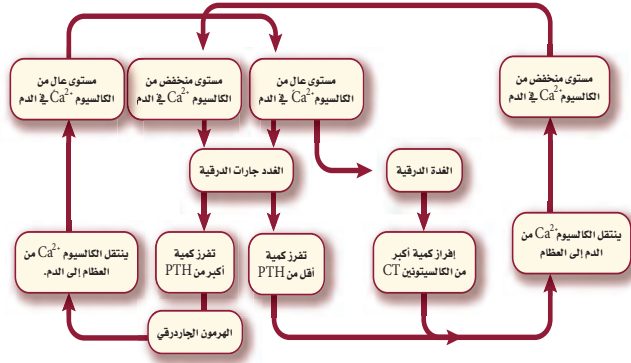 مستوى منخفض من
الكالسيوم Ca²⁺ في الدم
مستوى عال من
الكالسيوم Ca²⁺ في الدم
مستوى منخفض من
الكالسيوم Ca²⁺ في الدم
مستوى عال من
الكالسيوم Ca²⁺ في الدم
الغدة الدرقية
الغدد جارات الدرقية
ينتقل الكالسيوم Ca²⁺ من
الدم إلى العظام
إفراز كمية أكبر
من الكالسيتونين CT
تفرز كمية
أقل من PTH
تفرز كمية
أكبر من PTH
ينتقل الكالسيوم Ca²⁺ من
العظام إلى الدم.
الهرمون الجاردرقي